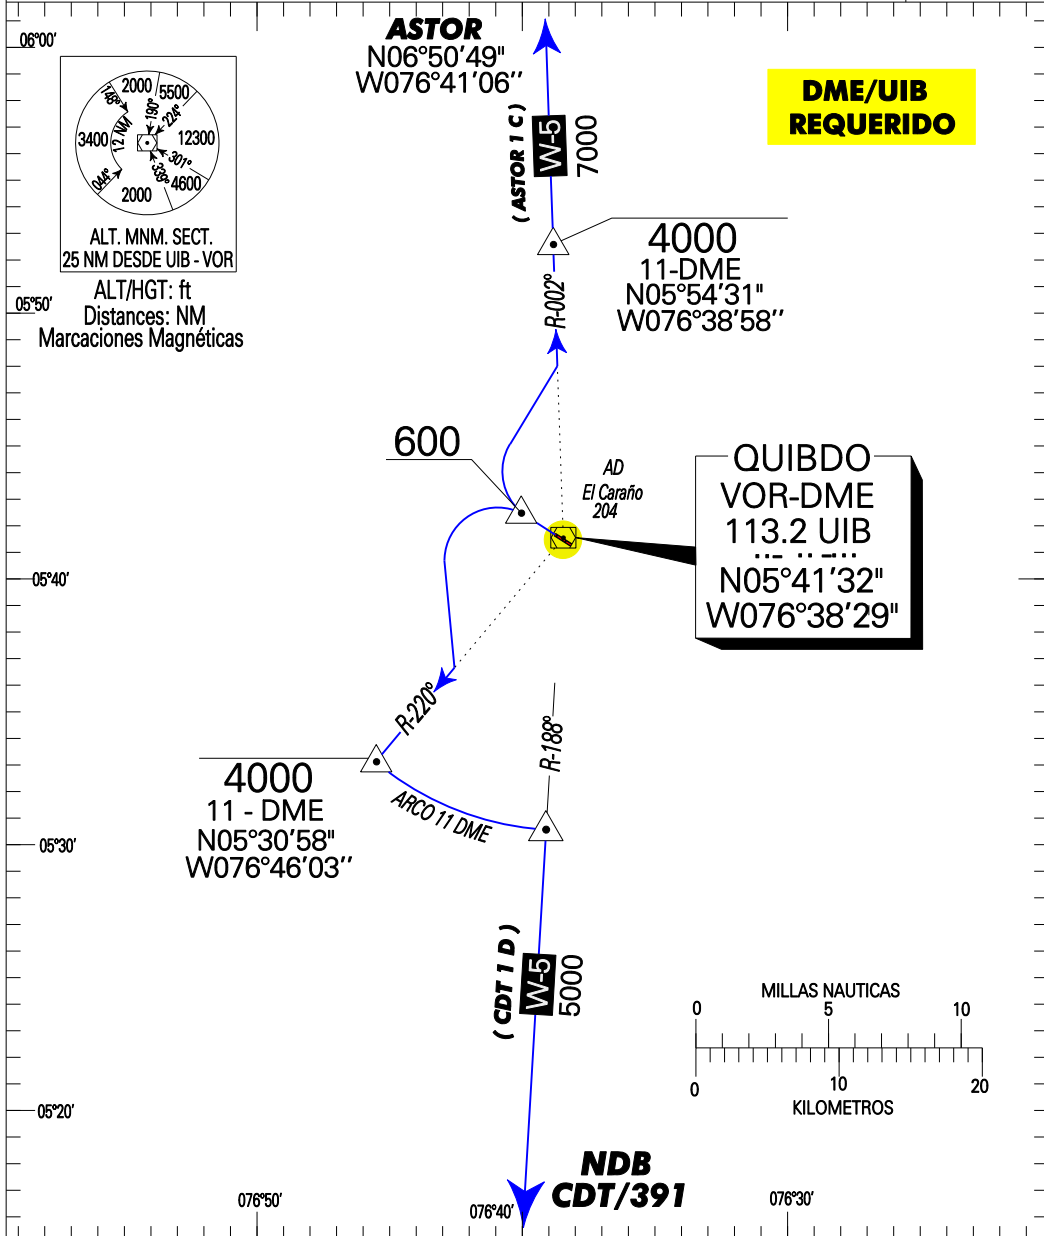 06°00'
ASTOR
N06°50'49"
W076°41'06''
DME/UIB
REQUERIDO
2000
5500
148°
190°
224°
3400
12 NM
12300
301°
339°
044°
4600
2000
ALT. MNM. SECT.
25 NM DESDE UIB - VOR
ALT/HGT: ft
Distances: NM
Marcaciones Magnéticas
( ASTOR 1 C )
W-5
7000
4000
11-DME
N05°54'31"
W076°38'58''
05°50'
R-002°
600
AD
El Caraño
204
QUIBDO
VOR-DME
113.2 UIB
N05°41'32"
W076°38'29"
05°40'
R-220°
R-188°
4000
11 - DME
N05°30'58"
W076°46'03''
ARCO 11 DME
05°30'
( CDT 1 D )
W-5
5000
MILLAS NAUTICAS
0 5 10
0 10 20
KILOMETROS
05°20'
NDB
CDT/391
076°50'
076°40'
076°30'